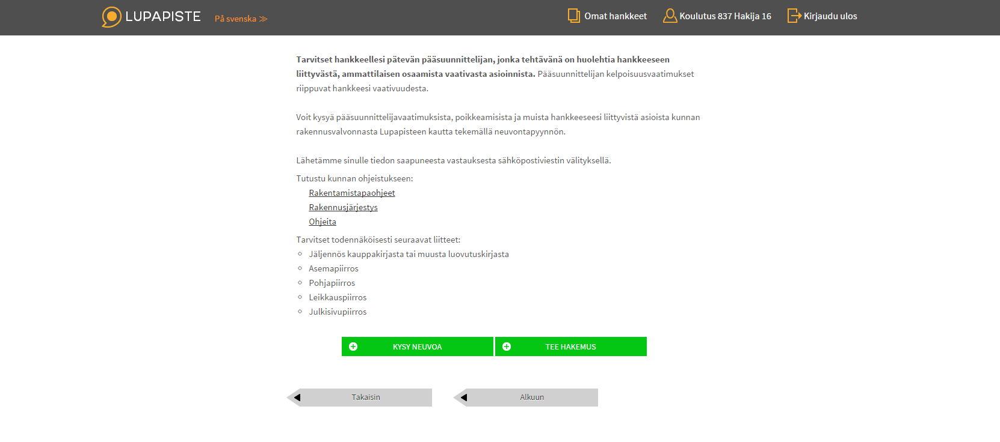 LUPAPISTE På svenska ≫ Omat hankkeet Koulutus 837 Hakija 16 Kirjaudu ulos
Tarvitset hankkeellesi pätevän pääsuunnittelijan, jonka tehtävänä on huolehtia hankkeeseen
liittyvästä, ammattilaisen osaamista vaativasta asioinnista. Pääsuunnittelijan kelpoisuusvaatimukset
riippuvat hankkeesi vaativuudesta.
Voit kysyä pääsuunnittelijavaatimuksista, poikkeamisista ja muista hankkeeseesi liittyvistä asioista kunnan
rakennusvalvonnasta Lupapisteen kautta tekemällä neuvontapyynnön.
Lähetämme sinulle tiedon saapuneesta vastauksesta sähköpostiviestin välityksellä.
Tutustu kunnan ohjeistukseen:
Rakentamistapaohjeet
Rakennusjärjestys
Ohjeita
Tarvitset todennäköisesti seuraavat liitteet:
Jäljennös kauppakirjasta tai muusta luovutuskirjasta
Asemapiirros
Pohjapiirros
Leikkauspiirros
Julkisivupiirros
KYSY NEUVOA TEE HAKEMUS
Takaisin Alkuun